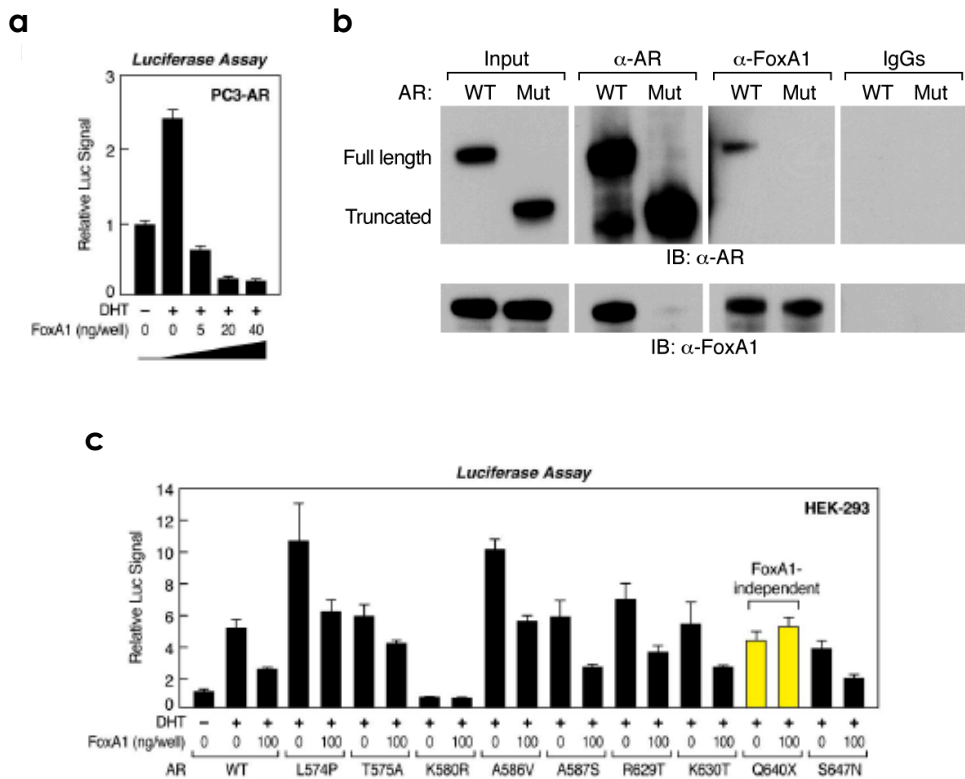 a
Luciferase Assay
PC3-AR
3
2
1
0
Relative Luc Signal
DHT − + + + +
FoxA1 (ng/well) 0 0 5 20 40
b
Input α-AR α-FoxA1 IgGs
AR: WT Mut WT Mut WT Mut WT Mut
Full length
Truncated
IB: α-AR
IB: α-FoxA1
c
Luciferase Assay
HEK-293
14
12
10
8
6
4
2
0
Relative Luc Signal
FoxA1-
independent
DHT − + + + + + + + + + + + + + + + + + + + +
FoxA1 (ng/well) 0 0 100 0 100 0 100 0 100 0 100 0 100 0 100 0 100 0 100 0 100
AR WT L574P T575A K580R A586V A587S R629T K630T Q640X S647N